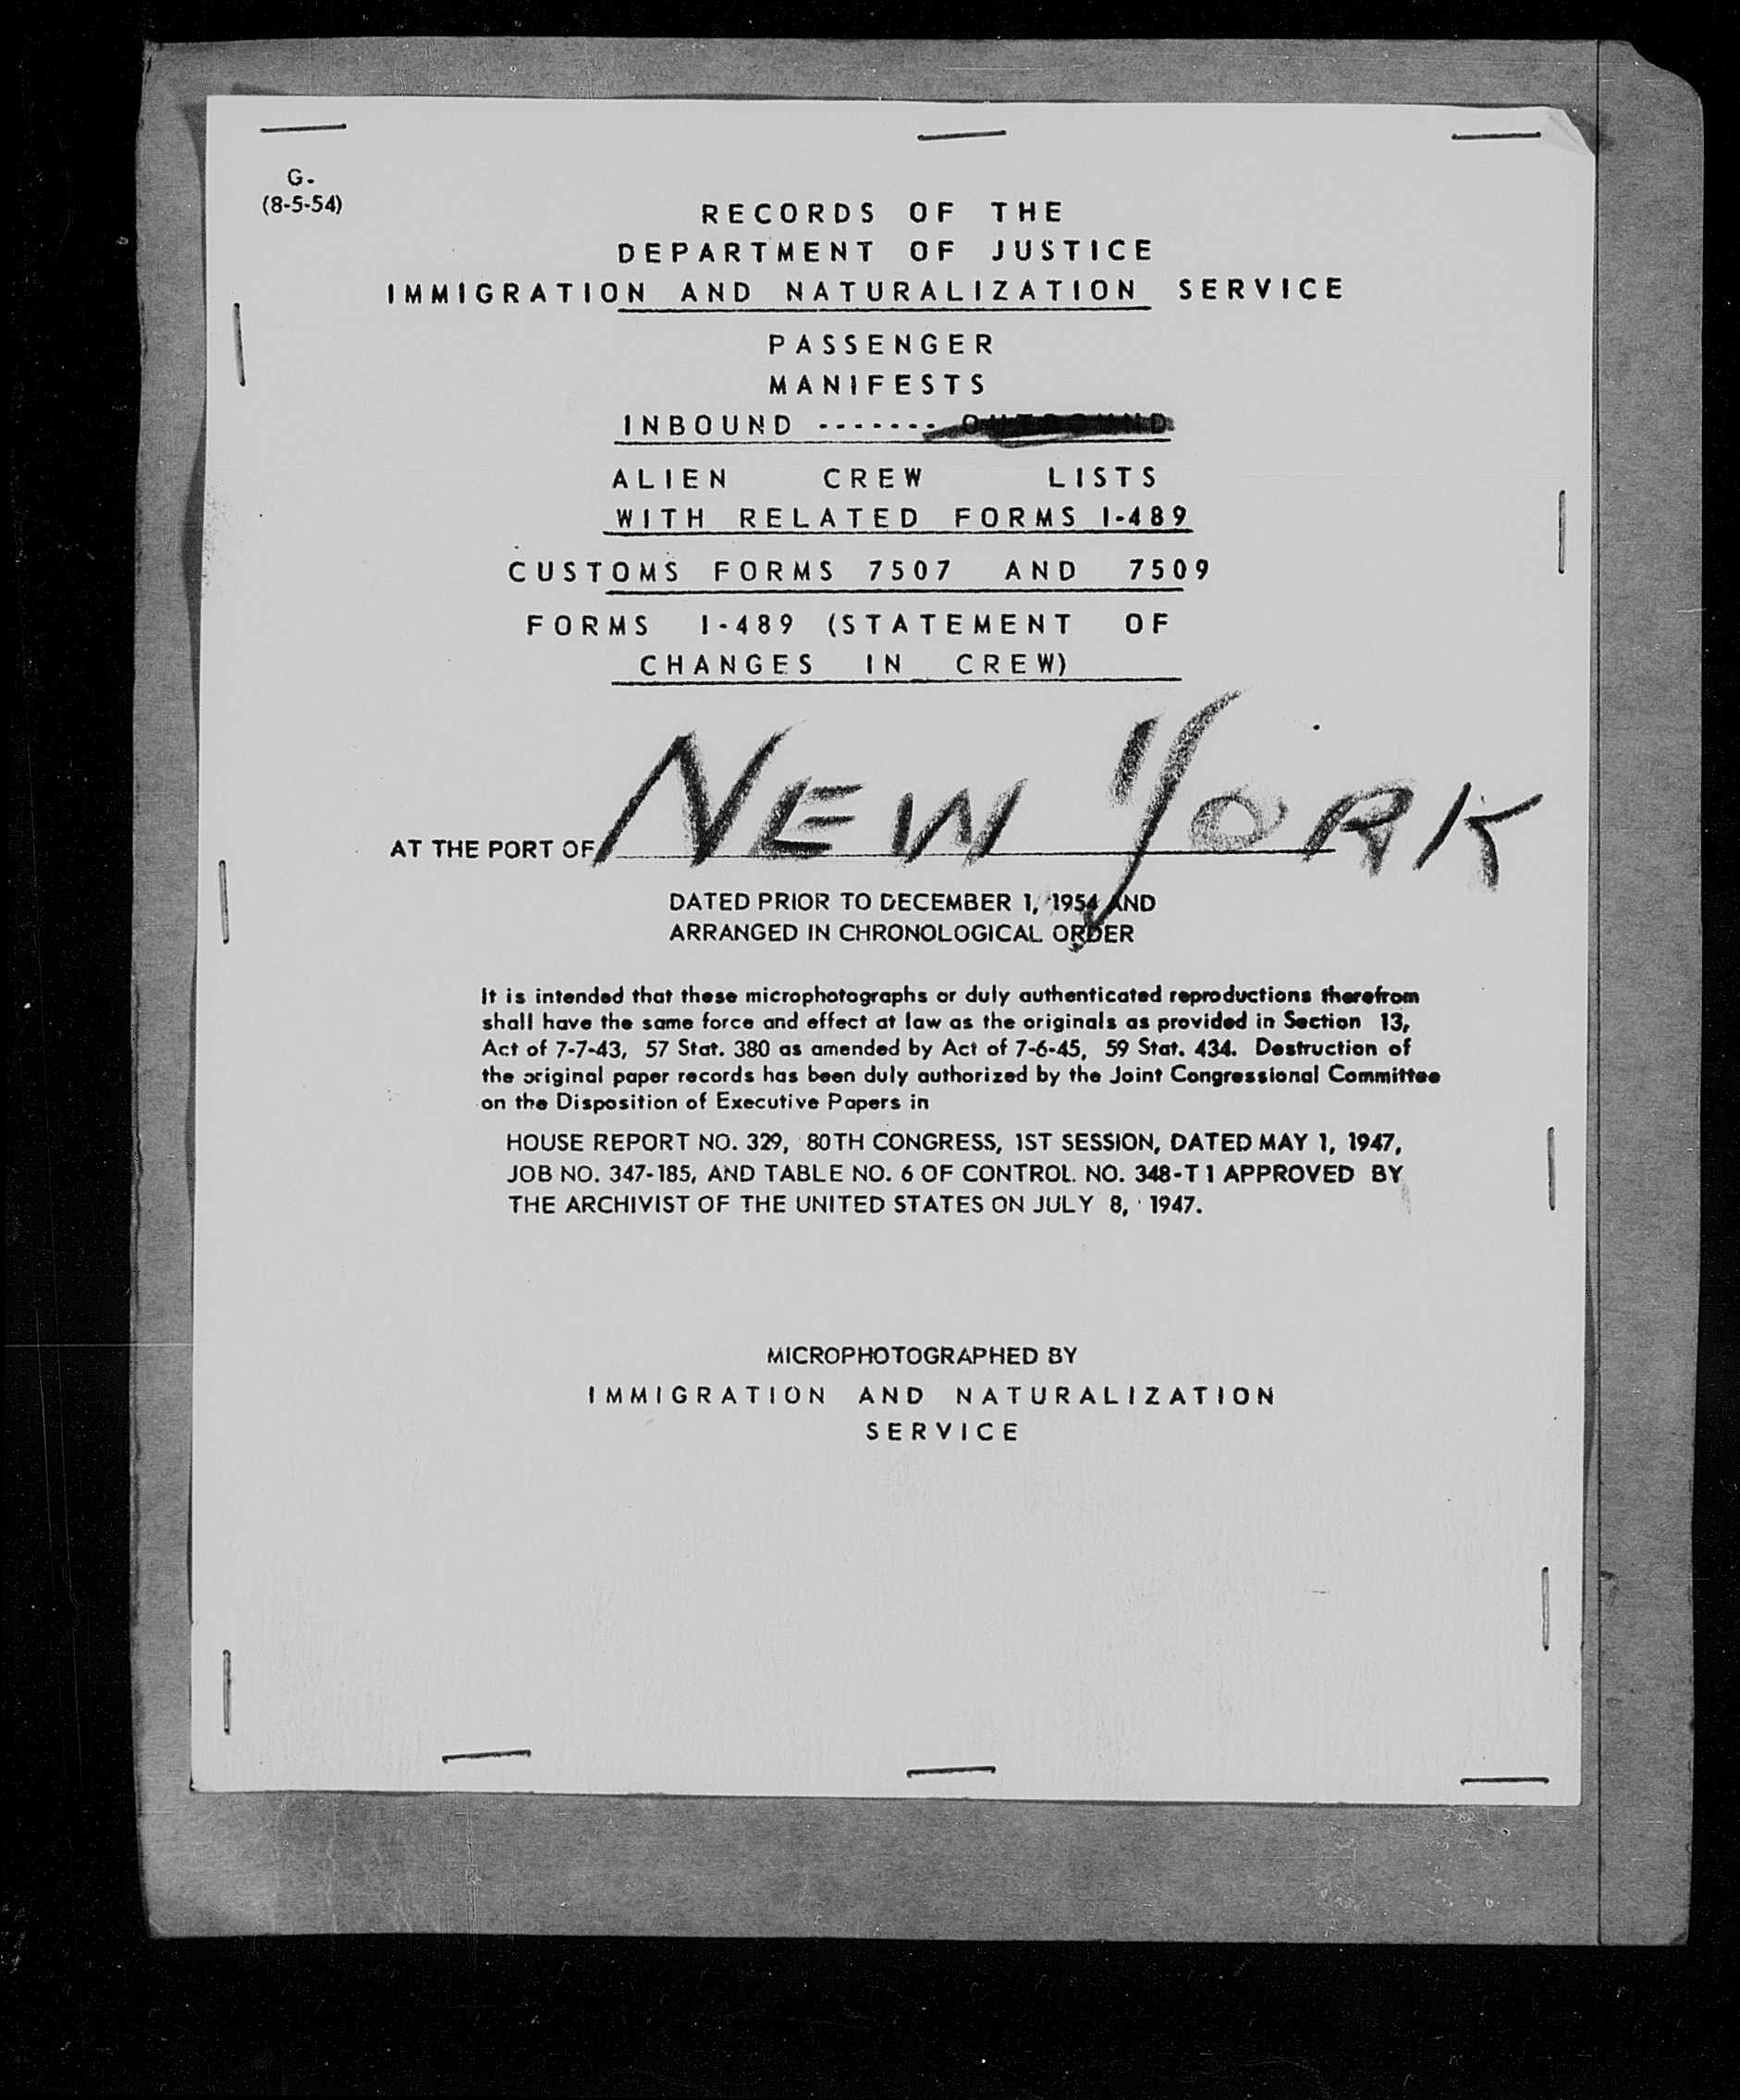 G.
(8-5-54)
RECORDS OF THE
DEPARTMENT OF JUSTICE
IMMIGRATION AND NATURALIZATION SERVICE
PASSENGER
MANIFESTS
INBOUND ------- OUTBOUND
ALIEN CREW LISTS
WITH RELATED FORMS I-489
CUSTOMS FORMS 7507 AND 7509
FORMS I-489 (STATEMENT OF
CHANGES IN CREW)
AT THE PORT OF NEW YORK
DATED PRIOR TO DECEMBER 1, 1954 AND
ARRANGED IN CHRONOLOGICAL ORDER
It is intended that these microphotographs or duly authenticated reproductions therefrom
shall have the same force and effect at law as the originals as provided in Section 13,
Act of 7-7-43, 57 Stat. 380 as amended by Act of 7-6-45, 59 Stat. 434. Destruction of
the original paper records has been duly authorized by the Joint Congressional Committee
on the Disposition of Executive Papers in
HOUSE REPORT NO. 329, 80TH CONGRESS, 1ST SESSION, DATED MAY 1, 1947,
JOB NO. 347-185, AND TABLE NO. 6 OF CONTROL. NO. 348-T1 APPROVED BY
THE ARCHIVIST OF THE UNITED STATES ON JULY 8, 1947.
MICROPHOTOGRAPHED BY
IMMIGRATION AND NATURALIZATION
SERVICE